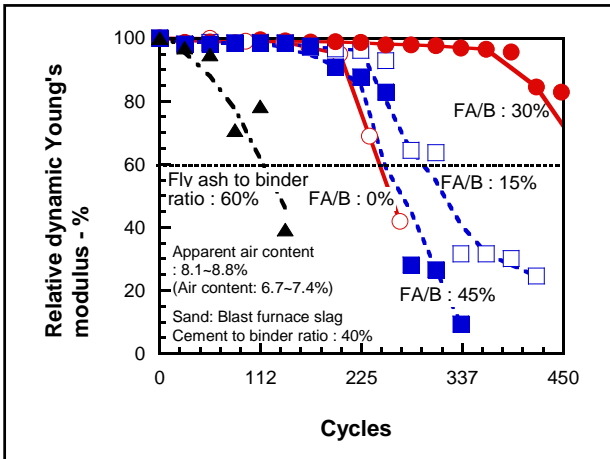 Relative dynamic Young's
modulus - %
100
80
60
40
20
0
FA/B : 30%
Fly ash to binder
ratio : 60%
FA/B : 0%
FA/B : 15%
Apparent air content
: 8.1~8.8%
(Air content: 6.7~7.4%)
FA/B : 45%
Sand: Blast furnace slag
Cement to binder ratio : 40%
0
112
225
337
450
Cycles